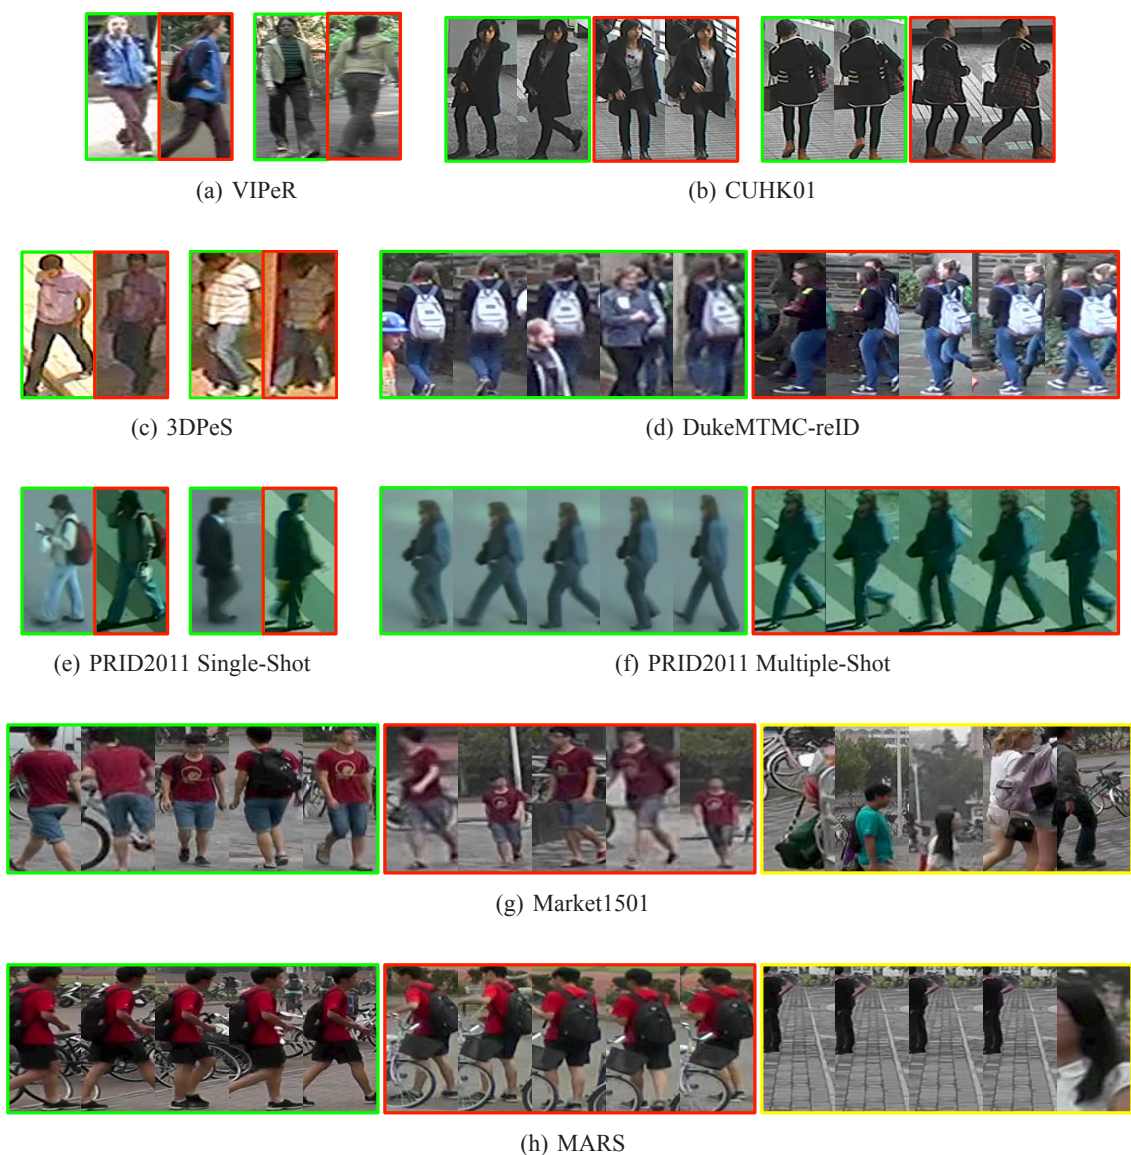 (a) VIPeR
(b) CUHK01
(c) 3DPeS
(d) DukeMTMC-reID
(e) PRID2011 Single-Shot
(f) PRID2011 Multiple-Shot
(g) Market1501
(h) MARS